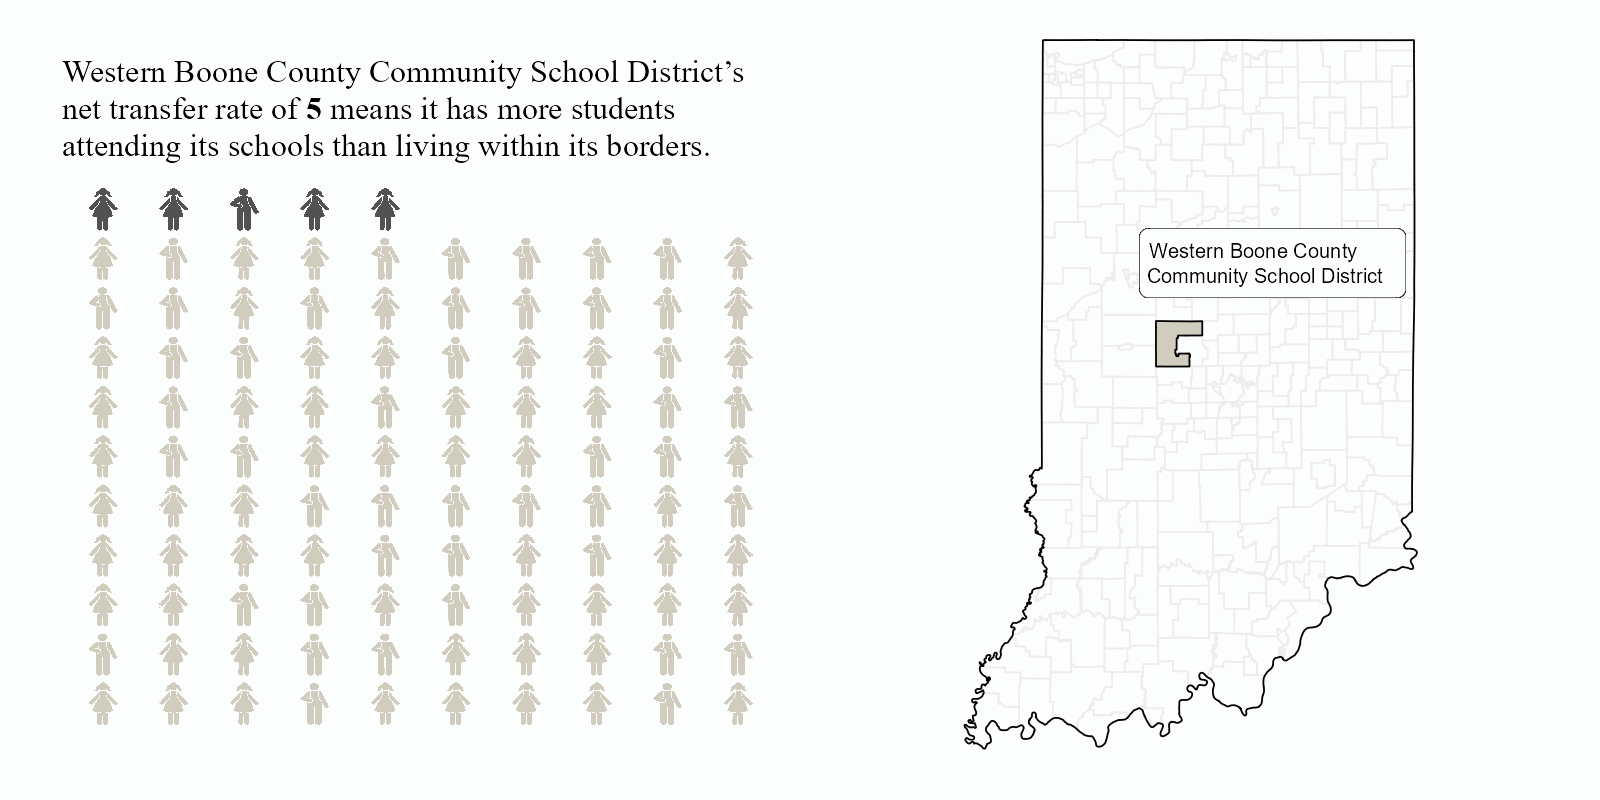 Western Boone County Community School District’s
net transfer rate of 5 means it has more students
attending its schools than living within its borders.
Western Boone County
Community School District